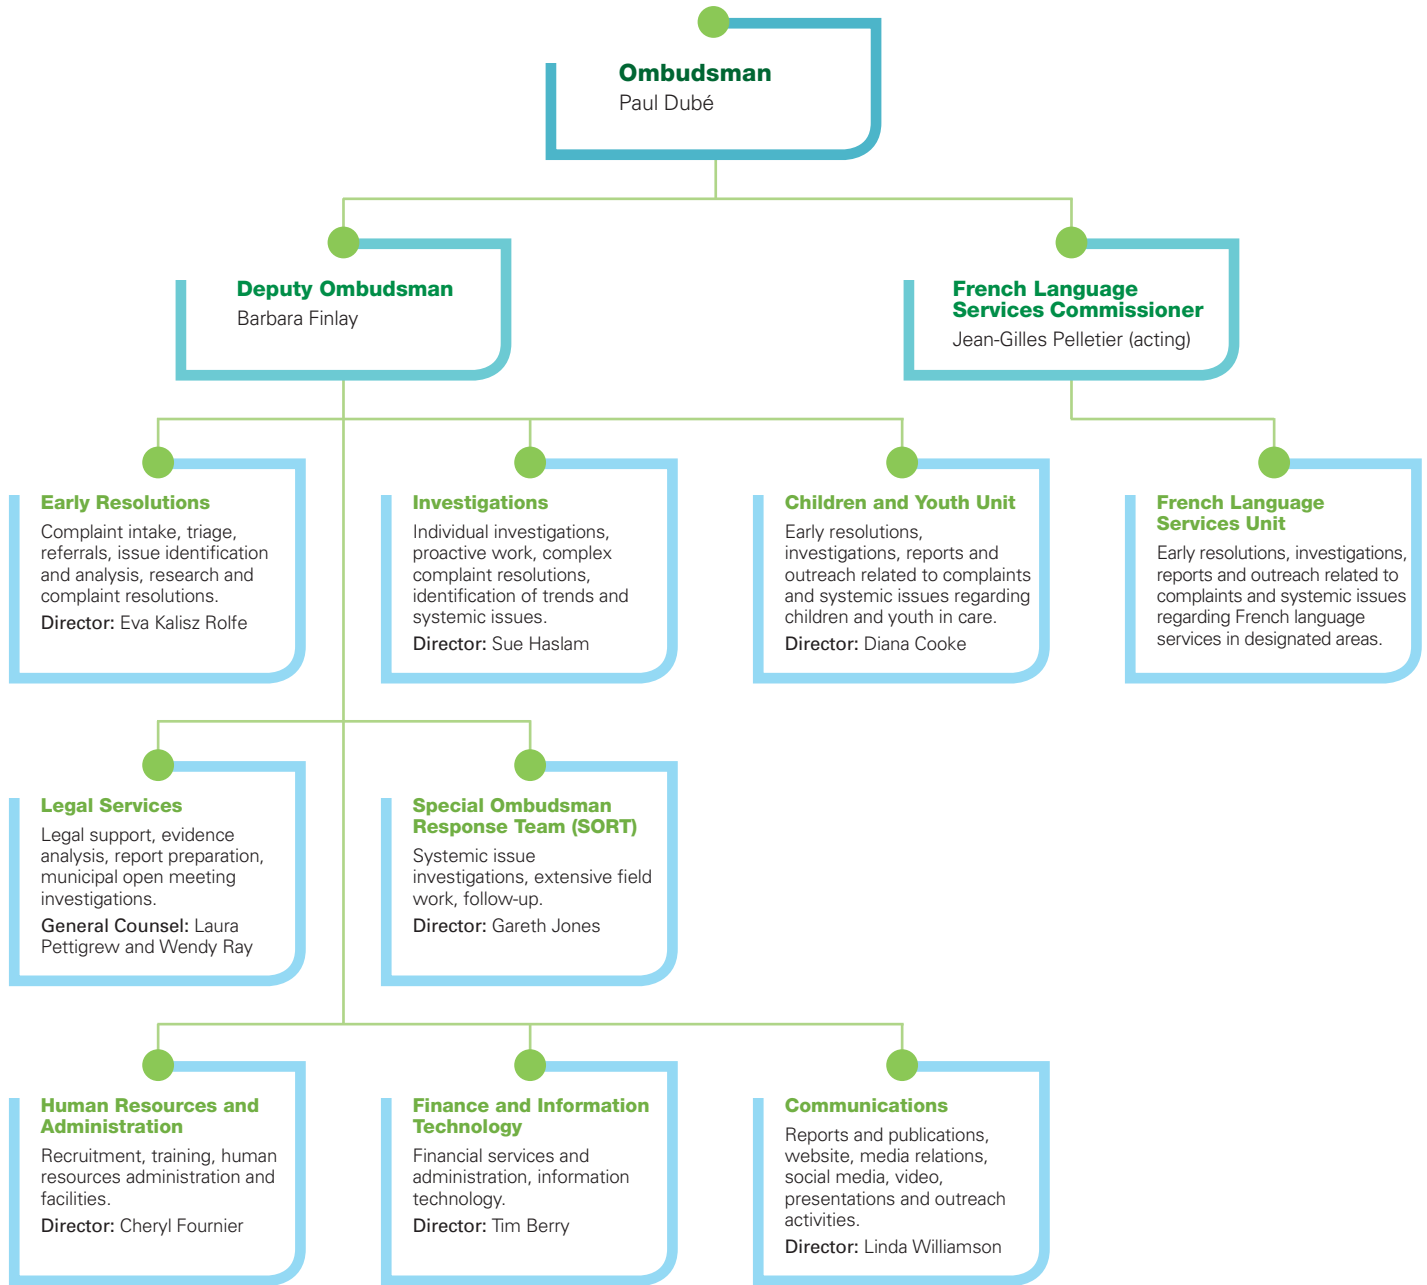 Ombudsman
Paul Dubé
Deputy Ombudsman
Barbara Finlay
French Language
Services Commissioner
Jean-Gilles Pelletier (acting)
Early Resolutions
Complaint intake, triage,
referrals, issue identification
and analysis, research and
complaint resolutions.
Director: Eva Kalisz Rolfe
Investigations
Individual investigations,
proactive work, complex
complaint resolutions,
identification of trends and
systemic issues.
Director: Sue Haslam
Children and Youth Unit
Early resolutions,
investigations, reports and
outreach related to complaints
and systemic issues regarding
children and youth in care.
Director: Diana Cooke
French Language
Services Unit
Early resolutions, investigations,
reports and outreach related to
complaints and systemic issues
regarding French language
services in designated areas.
Legal Services
Legal support, evidence
analysis, report preparation,
municipal open meeting
investigations.
General Counsel: Laura
Pettigrew and Wendy Ray
Special Ombudsman
Response Team (SORT)
Systemic issue
investigations, extensive field
work, follow-up.
Director: Gareth Jones
Human Resources and
Administration
Recruitment, training, human
resources administration and
facilities.
Director: Cheryl Fournier
Finance and Information
Technology
Financial services and
administration, information
technology.
Director: Tim Berry
Communications
Reports and publications,
website, media relations,
social media, video,
presentations and outreach
activities.
Director: Linda Williamson